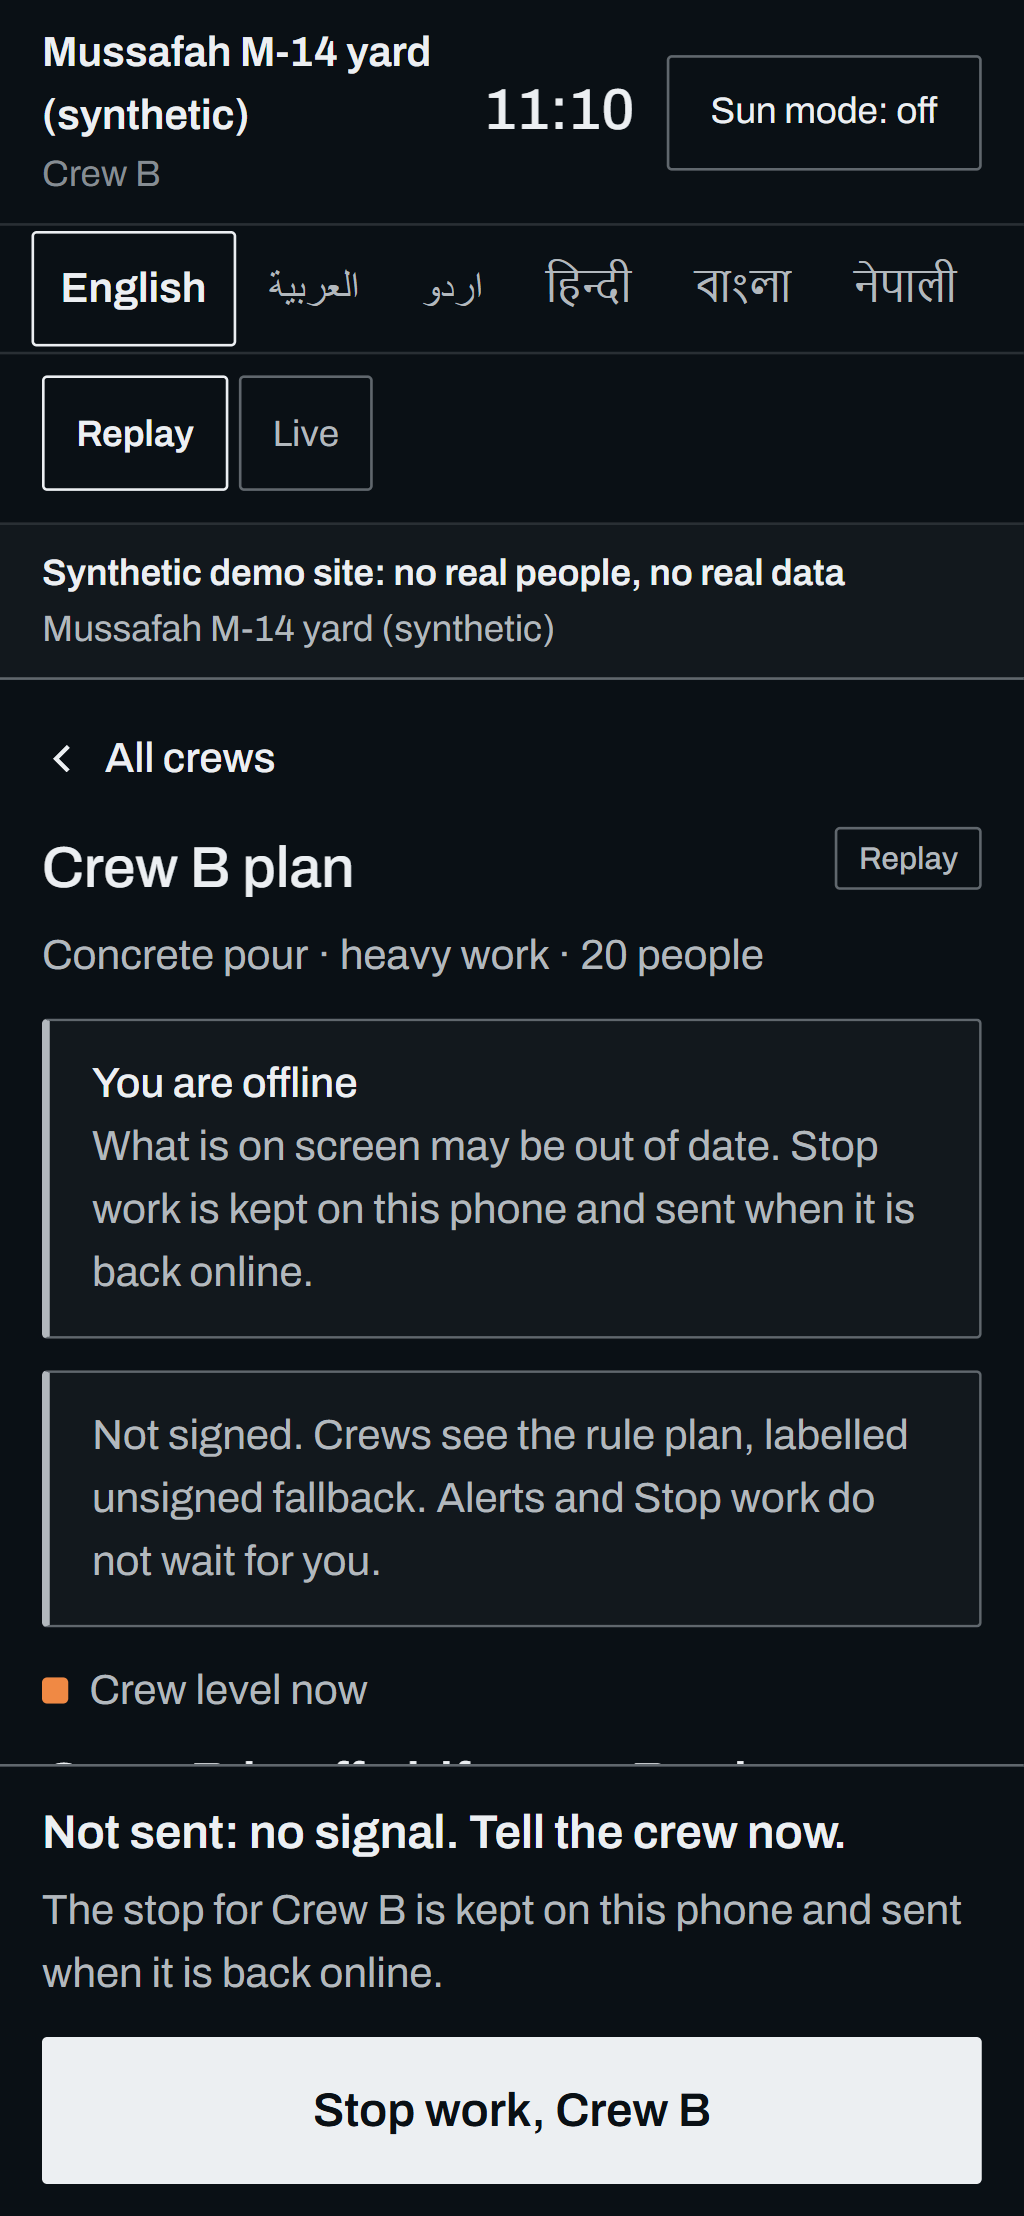 Mussafah M-14 yard
(synthetic)
Crew B
11:10
Sun mode: off
English العربية اردو हिन्दी বাংলা नेपाली
Replay Live
Synthetic demo site: no real people, no real data
Mussafah M-14 yard (synthetic)
All crews
Crew B plan
Replay
Concrete pour · heavy work · 20 people
You are offline
What is on screen may be out of date. Stop
work is kept on this phone and sent when it is
back online.
Not signed. Crews see the rule plan, labelled
unsigned fallback. Alerts and Stop work do
not wait for you.
Crew level now
Not sent: no signal. Tell the crew now.
The stop for Crew B is kept on this phone and sent
when it is back online.
Stop work, Crew B